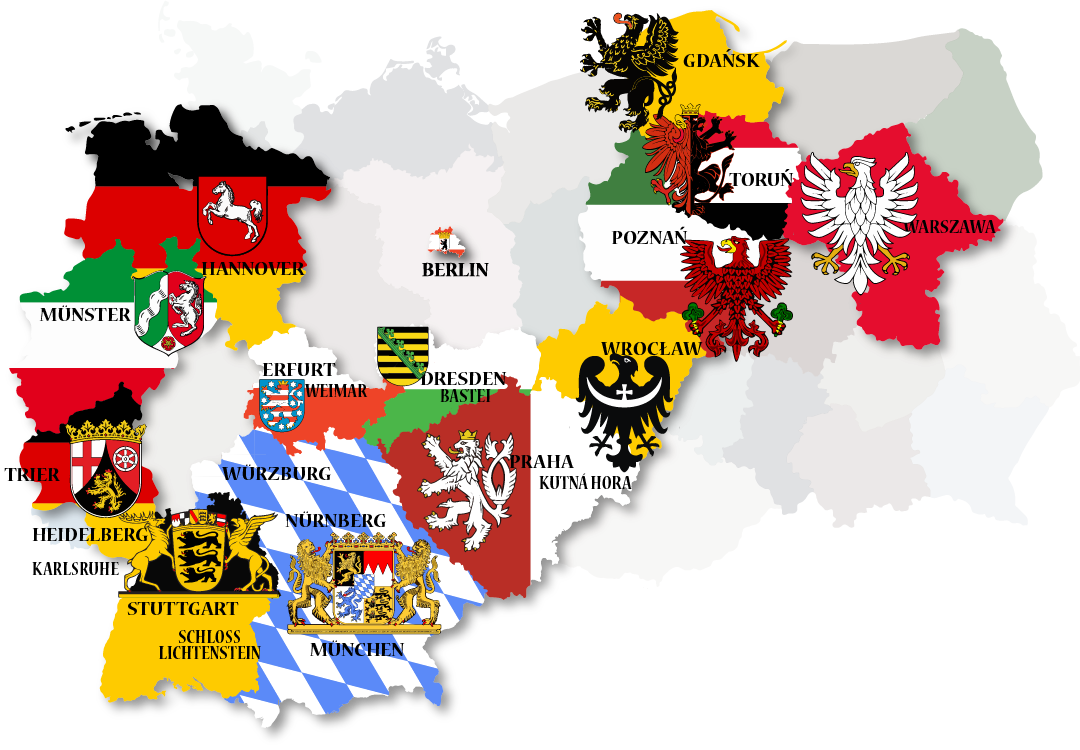 GDAŃSK
TORUŃ
WARSZAWA
POZNAŃ
HANNOVER
BERLIN
MÜNSTER
WROCŁAW
ERFURT
WEIMAR
DRESDEN
BASTEI
PRAHA
KUTNÁ HORA
TRIER
WÜRZBURG
NÜRNBERG
HEIDELBERG
KARLSRUHE
STUTTGART
SCHLOSS
LICHTENSTEIN
MÜNCHEN